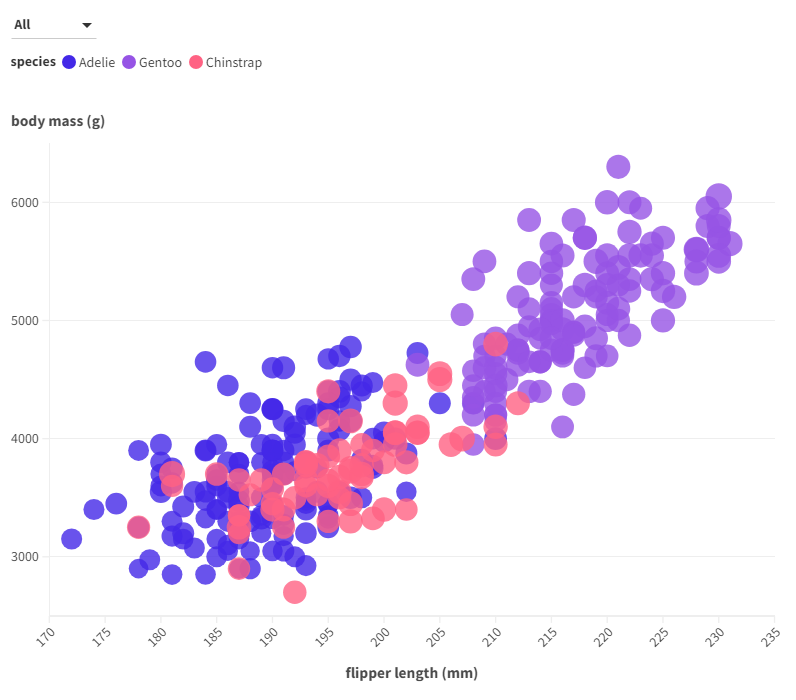 All
species Adelie Gentoo Chinstrap
body mass (g)
6000
5000
4000
3000
170 175 180 185 190 195 200 205 210 215 220 225 230 235
flipper length (mm)